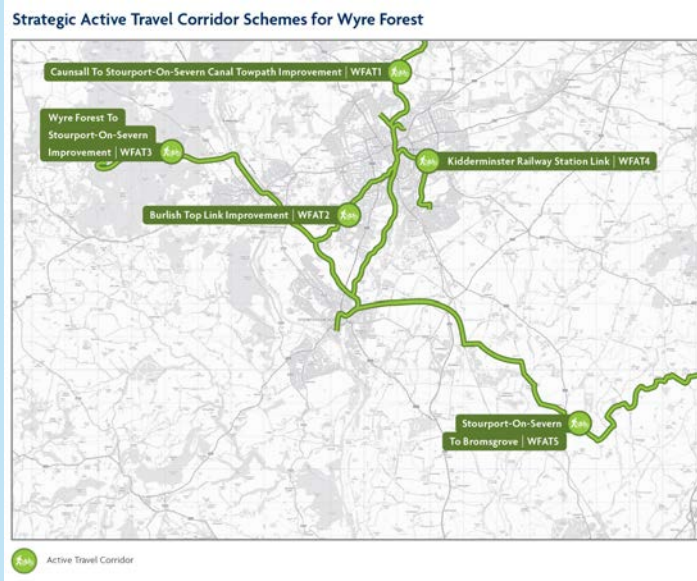 Strategic Active Travel Corridor Schemes for Wyre Forest
Caunsall To Stourport-On-Severn Canal Towpath Improvement | WFAT1
Wyre Forest To
Stourport-On-Severn
Improvement | WFAT3
Kidderminster Railway Station Link | WFAT4
Burlish Top Link Improvement | WFAT2
Stourport-On-Severn
To Bromsgrove | WFAT5
Active Travel Corridor